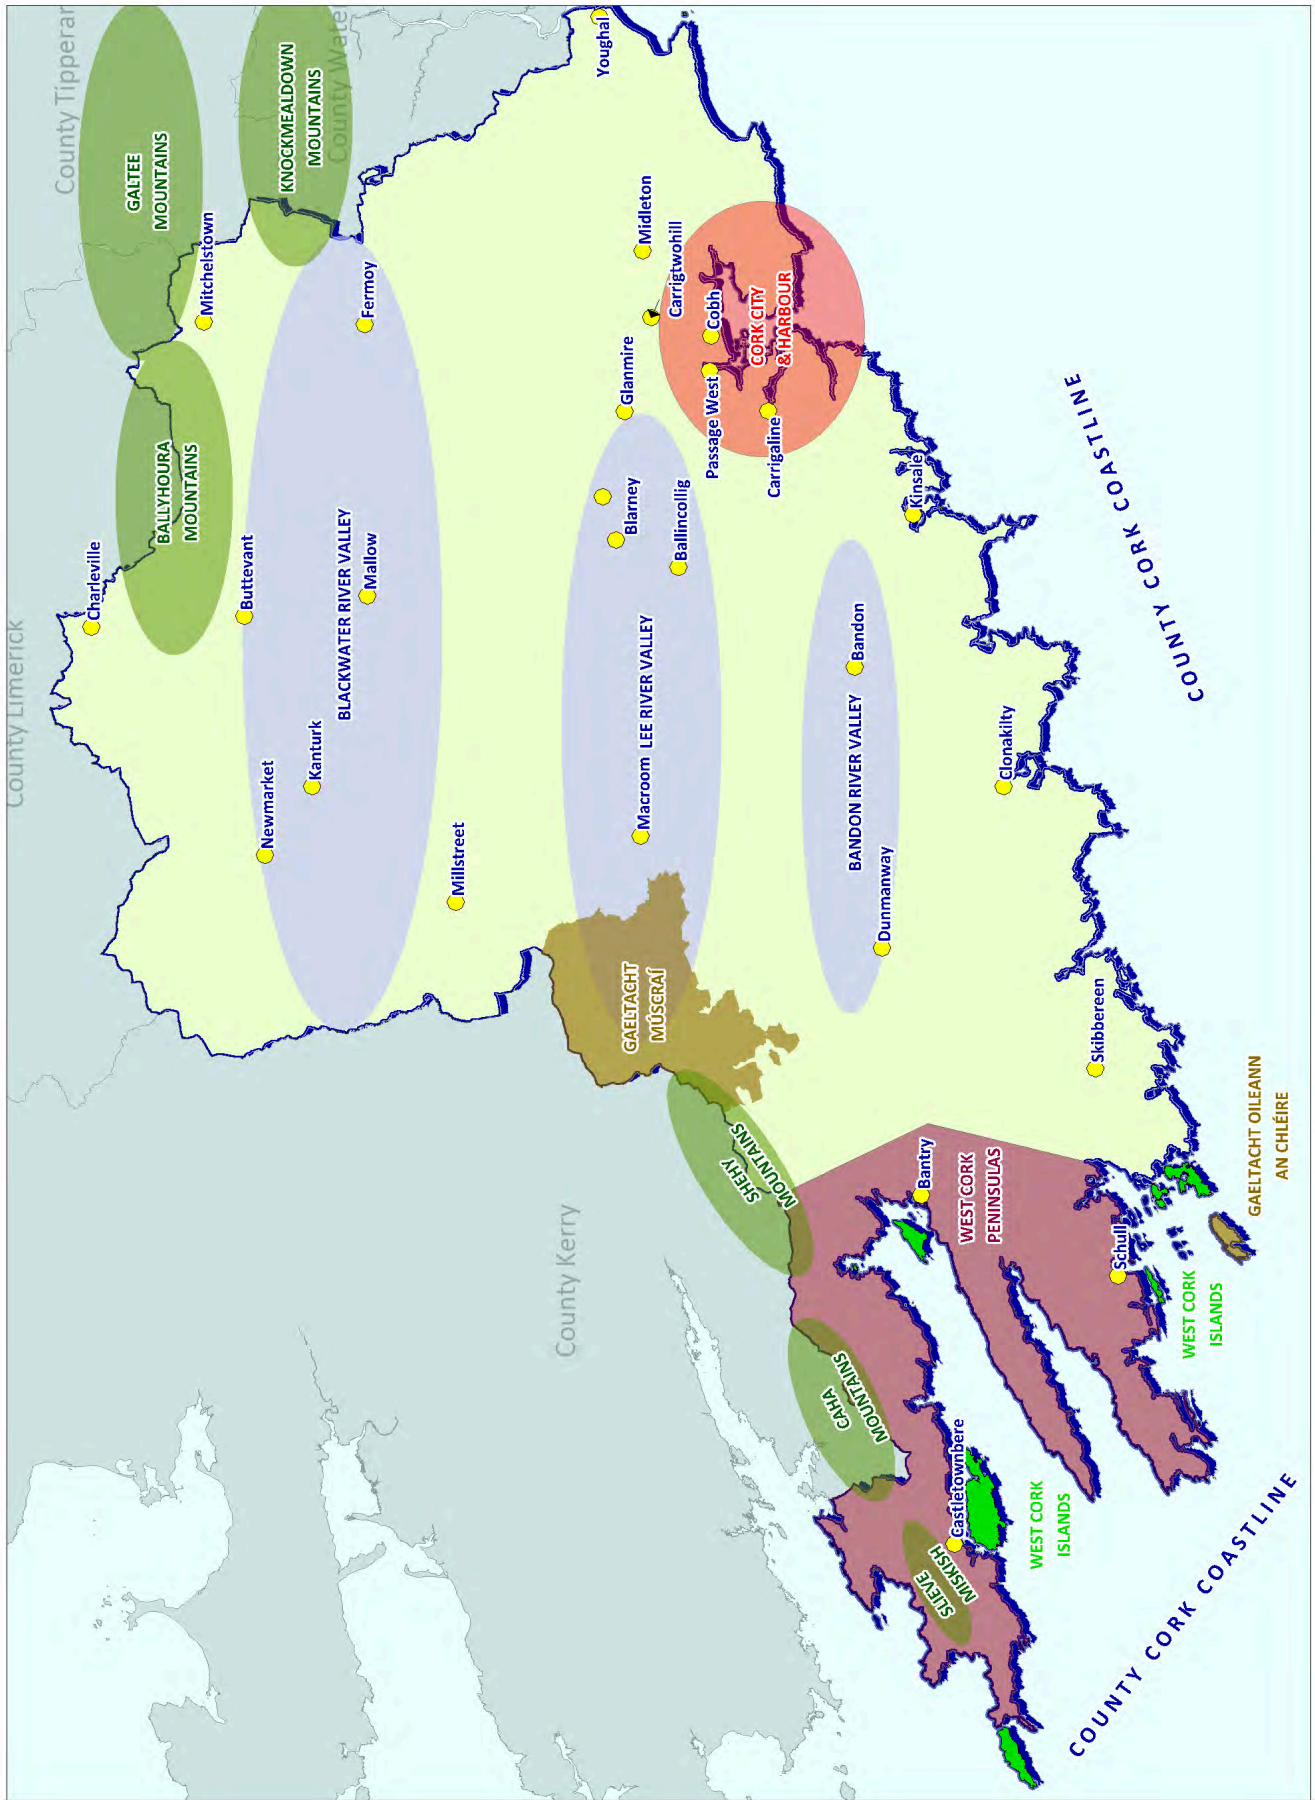 County Limerick
County Tipperar
County Water
County Kerry
GALTEE
MOUNTAINS
KNOCKMEALDOWN
MOUNTAINS
BALLYHOURA
MOUNTAINS
Charleville
Mitchelstown
Buttevant
Newmarket
Kanturk
BLACKWATER RIVER VALLEY
Mallow
Fermoy
Millstreet
Youghal
Midleton
Carrigtwohill
Glanmire
Blarney
Ballincollig
Macroom
LEE RIVER VALLEY
Cobh
Passage West
CORK CITY
& HARBOUR
Carrigaline
GAELTACHT
MÚSCRAÍ
SHEHY
MOUNTAINS
BANDON RIVER VALLEY
Bandon
Dunmanway
Kinsale
Clonakilty
Skibbereen
Bantry
WEST CORK
PENINSULAS
Schull
CAHA
MOUNTAINS
Castletownbere
SLIEVE
MISKISH
WEST CORK
ISLANDS
WEST CORK
ISLANDS
GAELTACHT OILEANN
AN CHLÉIRE
COUNTY CORK COASTLINE
COUNTY CORK COASTLINE